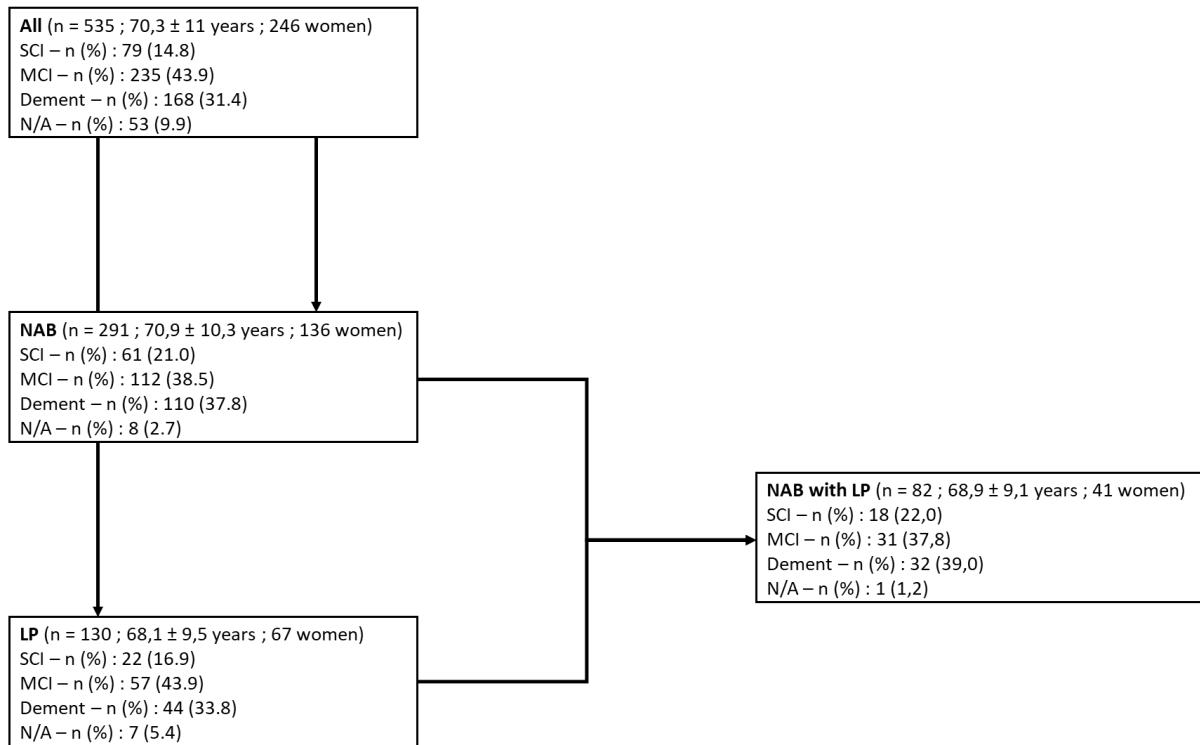 All (n = 535 ; 70,3 ± 11 years ; 246 women)
SCI – n (%) : 79 (14.8)
MCI – n (%) : 235 (43.9)
Dement – n (%) : 168 (31.4)
N/A – n (%) : 53 (9.9)
NAB (n = 291 ; 70,9 ± 10,3 years ; 136 women)
SCI – n (%) : 61 (21.0)
MCI – n (%) : 112 (38.5)
Dement – n (%) : 110 (37.8)
N/A – n (%) : 8 (2.7)
NAB with LP (n = 82 ; 68,9 ± 9,1 years ; 41 women)
SCI – n (%) : 18 (22,0)
MCI – n (%) : 31 (37,8)
Dement – n (%) : 32 (39,0)
N/A – n (%) : 1 (1,2)
LP (n = 130 ; 68,1 ± 9,5 years ; 67 women)
SCI – n (%) : 22 (16.9)
MCI – n (%) : 57 (43.9)
Dement – n (%) : 44 (33.8)
N/A – n (%) : 7 (5.4)